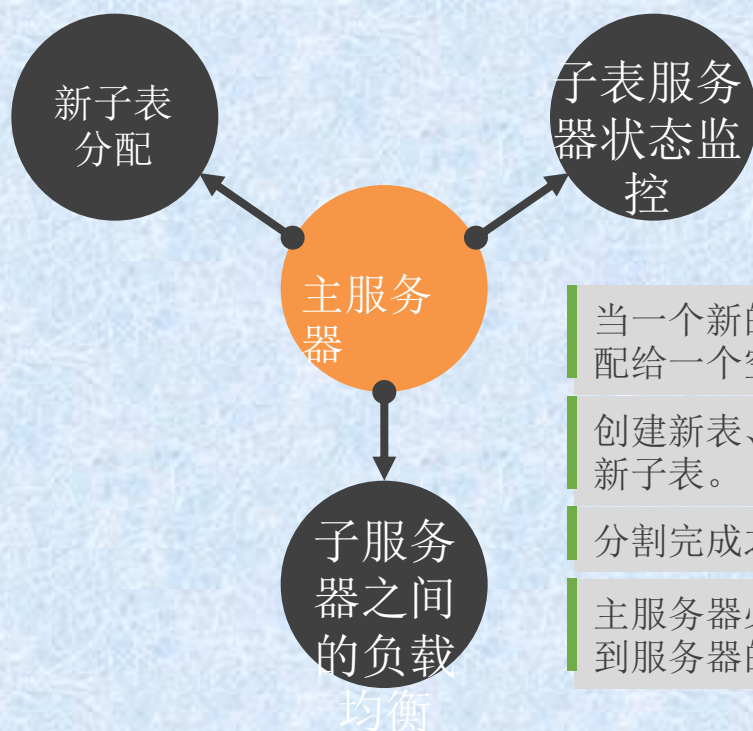 新子表
分配
子表服务
器状态监
控
主服务
器
子服务
器之间
的负载
均衡
当一个新的
配给一个
创建新表、
新子表。
分割完成
主服务器
到服务器的